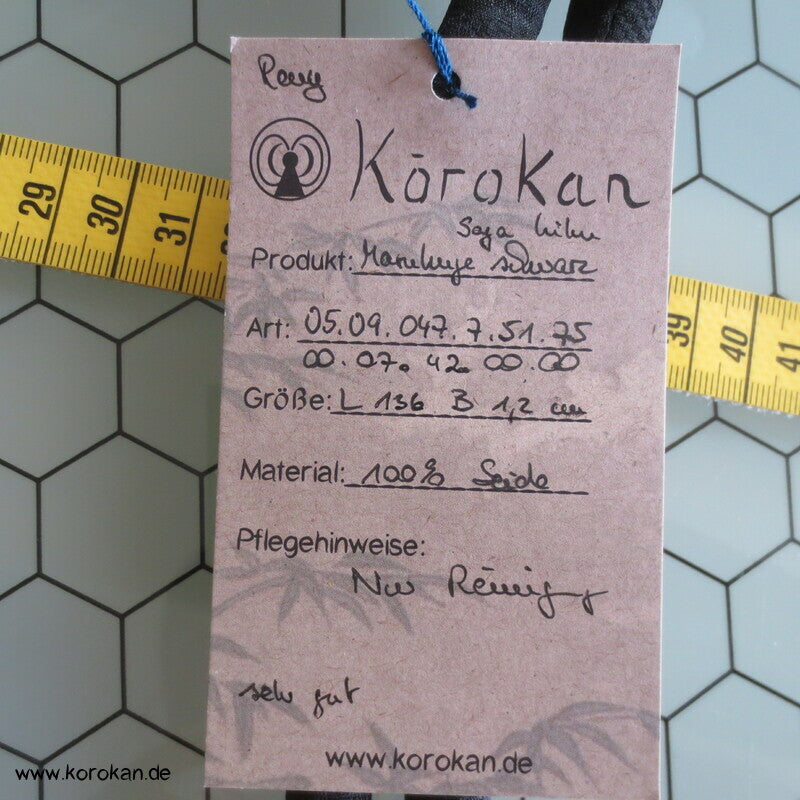 29 30 31
39 40 41
Kōrokan
Produkt: schwarz
Art: 05.09.047.7.51.75
00.07.42.00.00
Größe: L 136 B 1,2 cm
Material: 100% Seide
Pflegehinweise:
Nur Reinigung
sehr gut
www.korokan.de
www.korokan.de